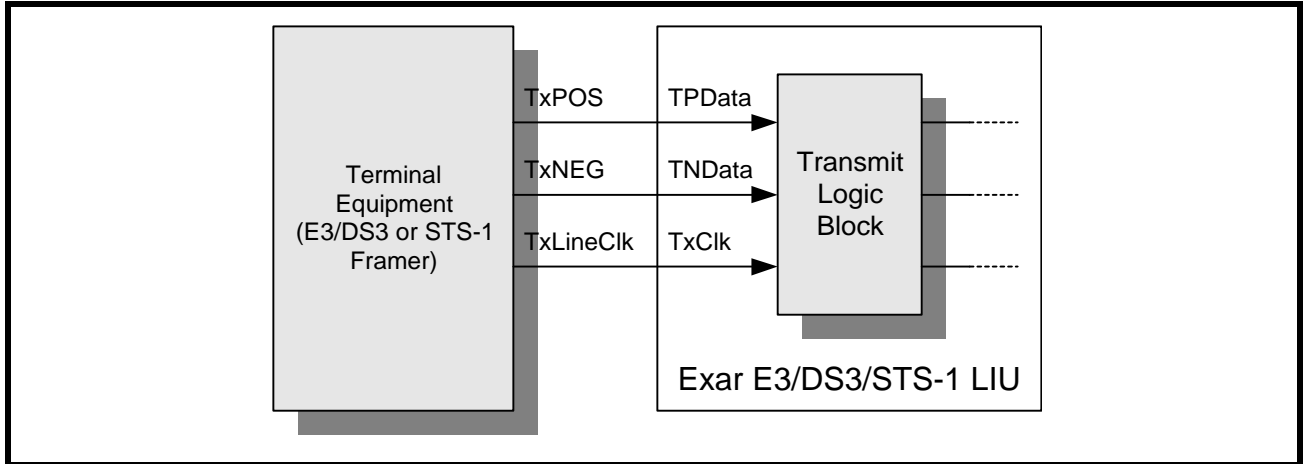 Terminal
Equipment
(E3/DS3 or STS-1
Framer)
TxPOS
TPData
TxNEG
TNData
TxLineClk
TxClk
Transmit
Logic
Block
Exar E3/DS3/STS-1 LIU